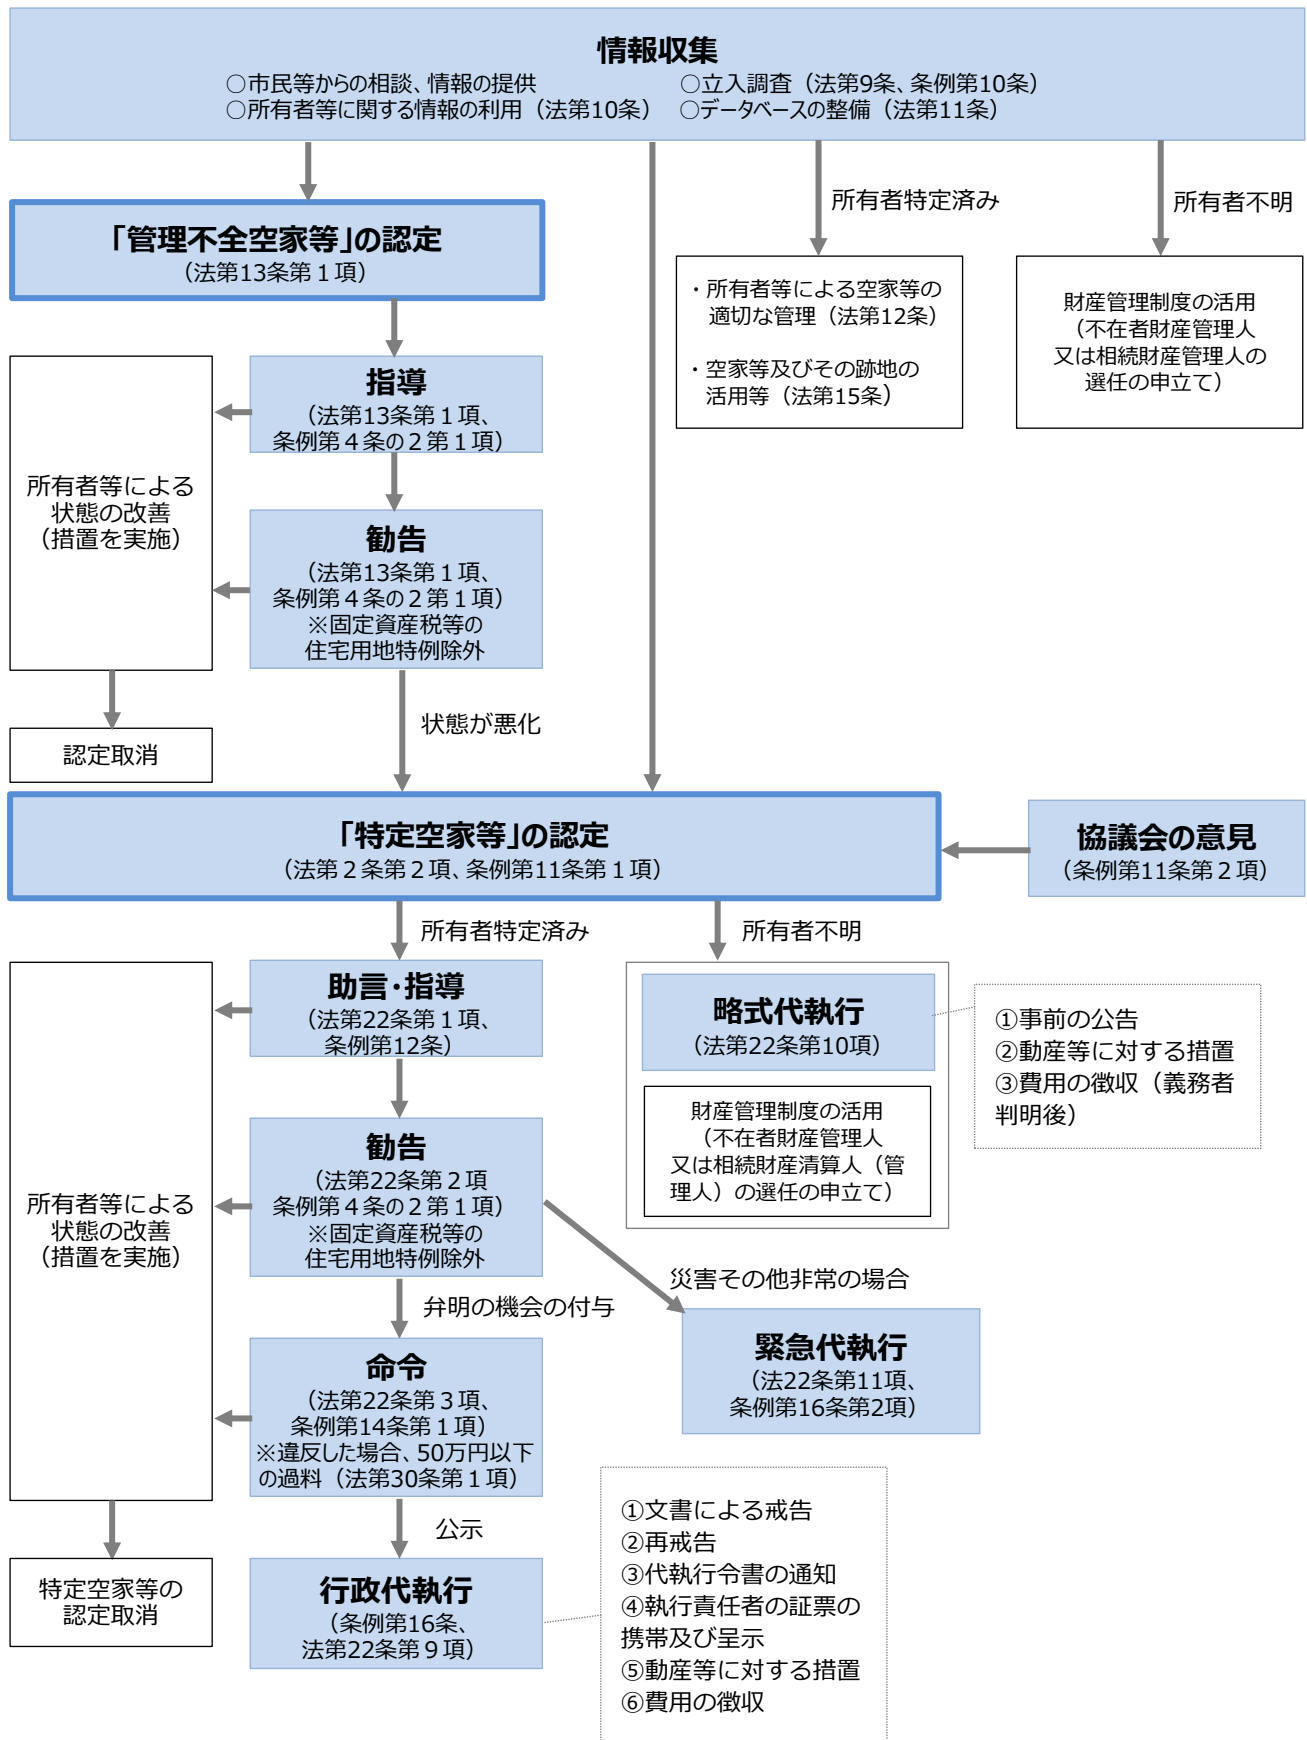 情報収集
○市民等からの相談、情報の提供
○立入調査（法第9条、条例第10条）
○所有者等に関する情報の利用（法第10条）
○データベースの整備（法第11条）
所有者特定済み
所有者不明
「管理不全空家等」の認定
（法第13条第１項）
・所有者等による空家等の
適切な管理（法第12条）
・空家等及びその跡地の
活用等（法第15条）
財産管理制度の活用
（不在者財産管理人
又は相続財産管理人の
選任の申立て）
指導
（法第13条第１項、
条例第４条の２第１項）
所有者等による
状態の改善
（措置を実施）
勧告
（法第13条第１項、
条例第４条の２第１項）
※固定資産税等の
住宅用地特例除外
状態が悪化
認定取消
「特定空家等」の認定
（法第２条第２項、条例第11条第１項）
協議会の意見
（条例第11条第２項）
所有者特定済み
所有者不明
助言・指導
（法第22条第１項、
条例第12条）
略式代執行
（法第22条第10項）
①事前の公告
②動産等に対する措置
③費用の徴収（義務者
判明後）
財産管理制度の活用
（不在者財産管理人
又は相続財産清算人（管
理人）の選任の申立て）
勧告
（法第22条第２項
条例第４条の２第１項）
※固定資産税等の
住宅用地特例除外
所有者等による
状態の改善
（措置を実施）
災害その他非常の場合
弁明の機会の付与
緊急代執行
（法22条第11項、
条例第16条第2項）
命令
（法第22条第３項、
条例第14条第１項）
※違反した場合、50万円以下
の過料（法第30条第１項）
公示
特定空家等の
認定取消
行政代執行
（条例第16条、
法第22条第９項）
①文書による戒告
②再戒告
③代執行令書の通知
④執行責任者の証票の
携帯及び呈示
⑤動産等に対する措置
⑥費用の徴収